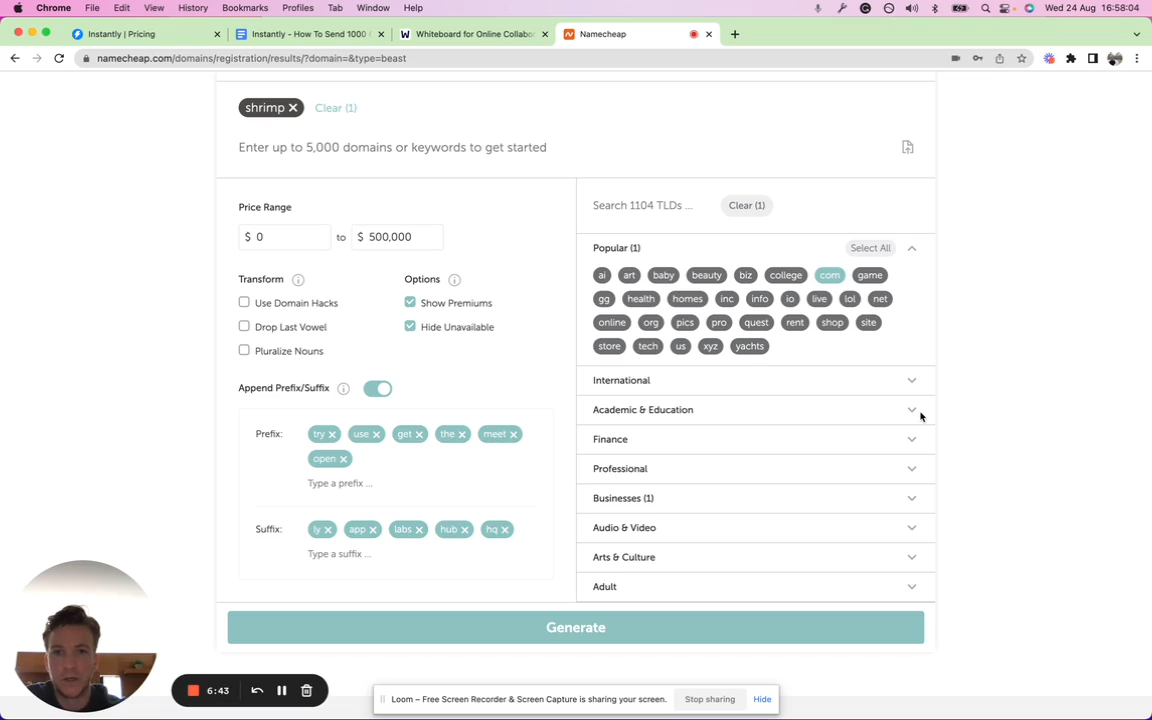 Chrome File Edit View History Bookmarks Profiles Tab Window Help Wed 24 Aug 16:58:04
Instantly | Pricing Instantly - How To Send 1000 Whiteboard for Online Collabo Namecheap
namecheap.com/domains/registration/results/?domain=&type=beast
shrimp Clear (1)
Enter up to 5,000 domains or keywords to get started
Price Range
$ 0 to $ 500,000
Transform Options
Use Domain Hacks Show Premiums
Drop Last Vowel Hide Unavailable
Pluralize Nouns
Append Prefix/Suffix
Prefix: try use get the meet
open
Type a prefix ...
Suffix: ly app labs hub hq
Type a suffix ...
Search 1104 TLDs ... Clear (1)
Popular (1) Select All
ai art baby beauty biz college com game
gg health homes inc info io live lol net
online org pics pro quest rent shop site
store tech us xyz yachts
International
Academic & Education
Finance
Professional
Businesses (1)
Audio & Video
Arts & Culture
Adult
Generate
6:43
Loom – Free Screen Recorder & Screen Capture is sharing your screen. Stop sharing Hide